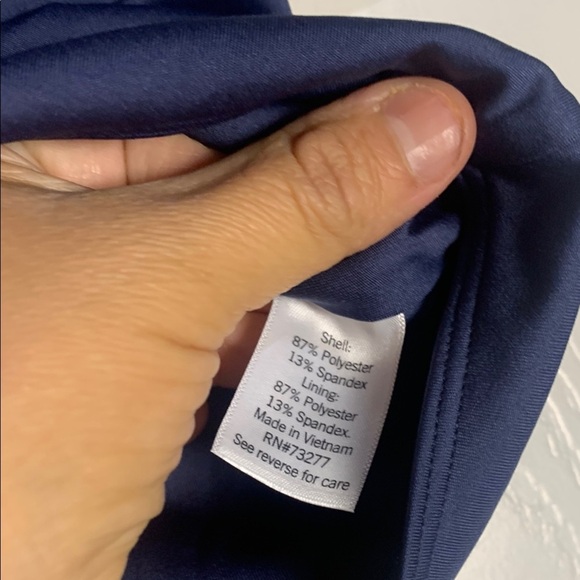 Shell:
87% Polyester
13% Spandex
Lining:
87% Polyester
13% Spandex.
Made in Vietnam
RN#73277
See reverse for care